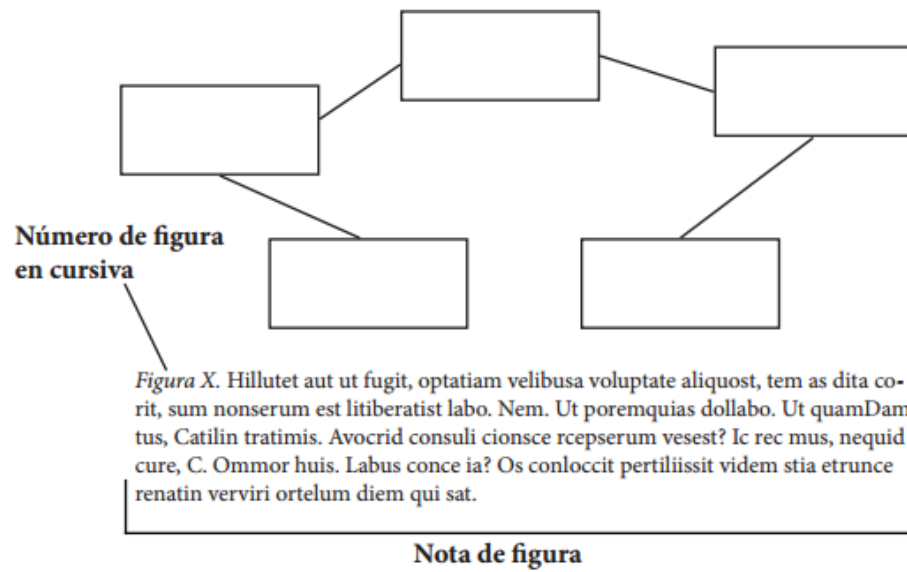 Número de figura
en cursiva
Figura X. Hillutet aut ut fugit, optatiam velibusa voluptate aliquost, tem as dita co-
rit, sum nonserum est litiberatist labo. Nem. Ut poremquias dollabo. Ut quamDam
tus, Catilin tratimis. Avocrid consuli cionsce rcepserum vesest? Ic rec mus, nequid
cure, C. Ommor huis. Labus conce ia? Os conloccit pertiliissit videm stia etrunce
renatin verviri ortelum diem qui sat.
Nota de figura